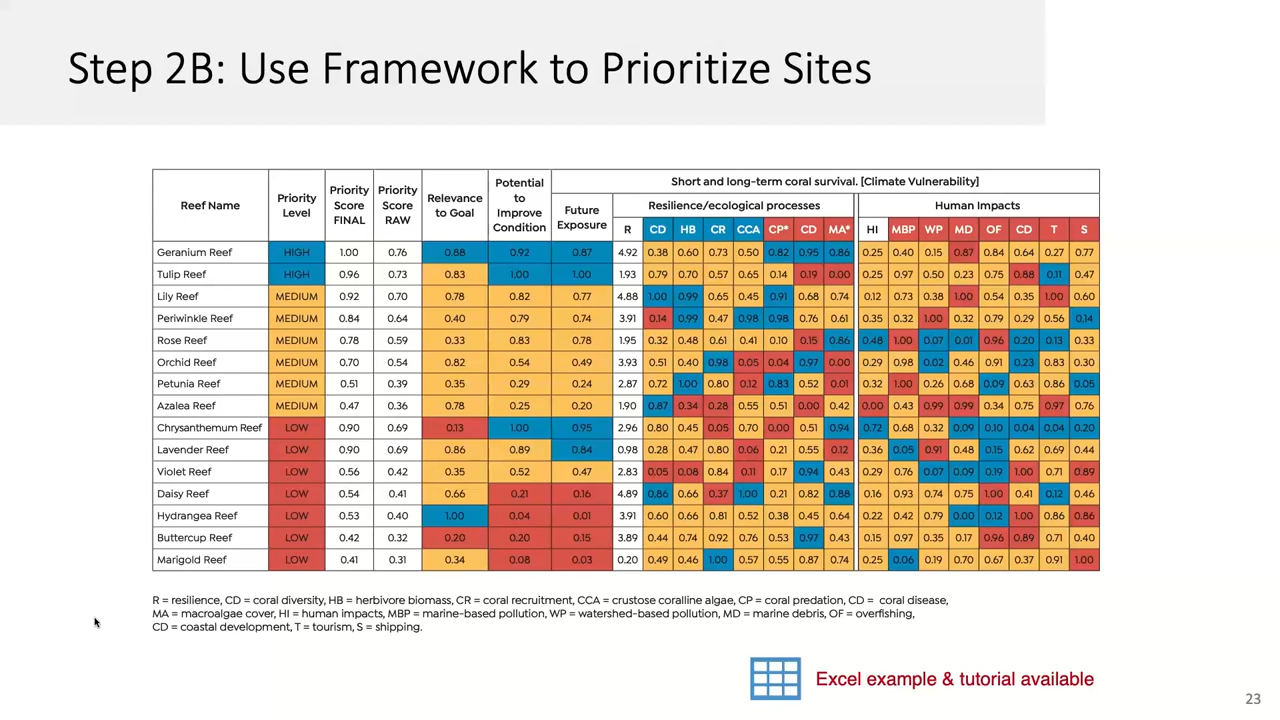 Step 2B: Use Framework to Prioritize Sites
Reef Name Priority Level Priority Score FINAL Priority Score RAW Relevance to Goal Potential to Improve Condition Short and long-term coral survival. [Climate Vulnerability]
Future Exposure Resilience/ecological processes Human Impacts
R CD HB CR CCA CP* CD MA* HI MBP WP MD OF CD T S
Geranium Reef HIGH 1.00 0.76 0.88 0.92 0.87 4.92 0.38 0.60 0.73 0.50 0.82 0.95 0.86 0.25 0.40 0.15 0.87 0.84 0.64 0.27 0.77
Tulip Reef HIGH 0.96 0.73 0.83 1.00 1.00 1.93 0.79 0.70 0.57 0.65 0.14 0.19 0.00 0.25 0.97 0.50 0.23 0.75 0.88 0.11 0.47
Lily Reef MEDIUM 0.92 0.70 0.78 0.82 0.77 4.88 1.00 0.99 0.65 0.45 0.91 0.68 0.74 0.12 0.73 0.38 1.00 0.54 0.35 1.00 0.60
Periwinkle Reef MEDIUM 0.84 0.64 0.40 0.79 0.74 3.91 0.14 0.99 0.47 0.98 0.98 0.76 0.61 0.35 0.32 1.00 0.32 0.79 0.29 0.56 0.14
Rose Reef MEDIUM 0.78 0.59 0.33 0.83 0.78 1.95 0.32 0.48 0.61 0.41 0.10 0.15 0.86 0.48 1.00 0.07 0.01 0.96 0.20 0.13 0.33
Orchid Reef MEDIUM 0.70 0.54 0.82 0.54 0.49 3.93 0.51 0.40 0.98 0.05 0.04 0.97 0.00 0.29 0.98 0.02 0.46 0.91 0.23 0.83 0.30
Petunia Reef MEDIUM 0.51 0.39 0.35 0.29 0.24 2.87 0.72 1.00 0.80 0.12 0.83 0.52 0.01 0.32 1.00 0.26 0.68 0.09 0.63 0.86 0.05
Azalea Reef MEDIUM 0.47 0.36 0.78 0.25 0.20 1.90 0.87 0.34 0.28 0.55 0.51 0.00 0.42 0.00 0.43 0.99 0.99 0.34 0.75 0.97 0.76
Chrysanthemum Reef LOW 0.90 0.69 0.13 1.00 0.95 2.96 0.80 0.45 0.05 0.70 0.00 0.51 0.94 0.72 0.68 0.32 0.09 0.10 0.04 0.04 0.20
Lavender Reef LOW 0.90 0.69 0.86 0.89 0.84 0.98 0.28 0.47 0.80 0.06 0.21 0.55 0.12 0.36 0.05 0.91 0.48 0.15 0.62 0.69 0.44
Violet Reef LOW 0.56 0.42 0.35 0.52 0.47 2.83 0.05 0.08 0.84 0.11 0.17 0.94 0.43 0.29 0.76 0.07 0.09 0.19 1.00 0.71 0.89
Daisy Reef LOW 0.54 0.41 0.66 0.21 0.16 4.89 0.86 0.66 0.37 1.00 0.21 0.82 0.88 0.16 0.93 0.74 0.75 1.00 0.41 0.12 0.46
Hydrangea Reef LOW 0.53 0.40 1.00 0.04 0.01 3.91 0.60 0.66 0.81 0.52 0.38 0.45 0.64 0.22 0.42 0.79 0.00 0.12 1.00 0.86 0.86
Buttercup Reef LOW 0.42 0.32 0.20 0.20 0.15 3.89 0.44 0.74 0.92 0.76 0.53 0.97 0.43 0.15 0.97 0.35 0.17 0.96 0.89 0.71 0.40
Marigold Reef LOW 0.41 0.31 0.34 0.08 0.03 0.20 0.49 0.46 1.00 0.57 0.55 0.87 0.74 0.25 0.06 0.19 0.70 0.67 0.37 0.91 1.00
R = resilience, CD = coral diversity, HB = herbivore biomass, CR = coral recruitment, CCA = crustose coralline algae, CP = coral predation, CD = coral disease,
MA = macroalgae cover, HI = human impacts, MBP = marine-based pollution, WP = watershed-based pollution, MD = marine debris, OF = overfishing,
CD = coastal development, T = tourism, S = shipping.
Excel example & tutorial available
23